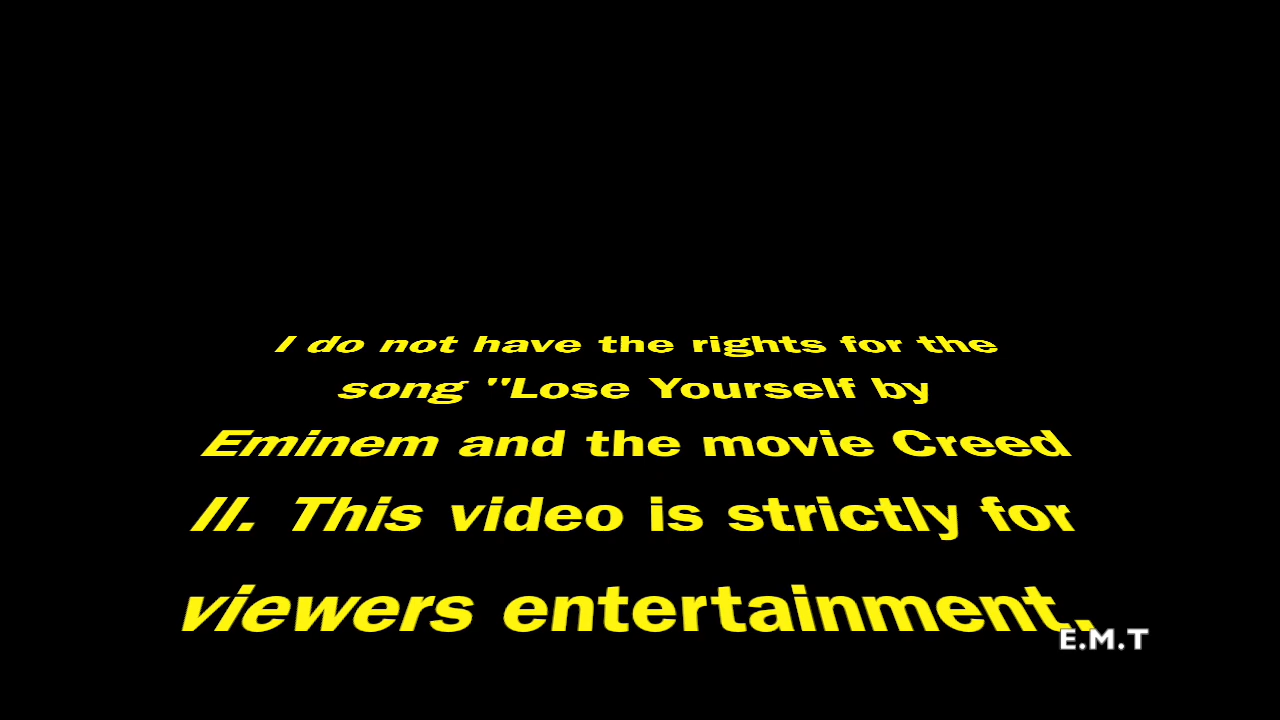 I do not have the rights for the
song "Lose Yourself by
Eminem and the movie Creed
II. This video is strictly for
viewers entertainment.
E.M.T